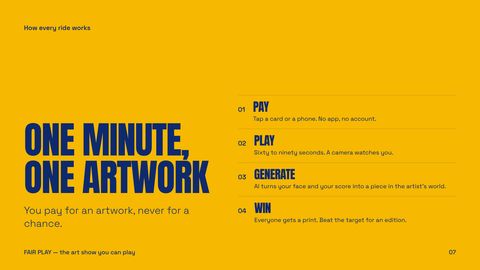 How every ride works
ONE MINUTE,
ONE ARTWORK
You pay for an artwork, never for a
chance.
01 PAY
Tap a card or a phone. No app, no account.
02 PLAY
Sixty to ninety seconds. A camera watches you.
03 GENERATE
AI turns your face and your score into a piece in the artist's world.
04 WIN
Everyone gets a print. Beat the target for an edition.
FAIR PLAY — the art show you can play
07